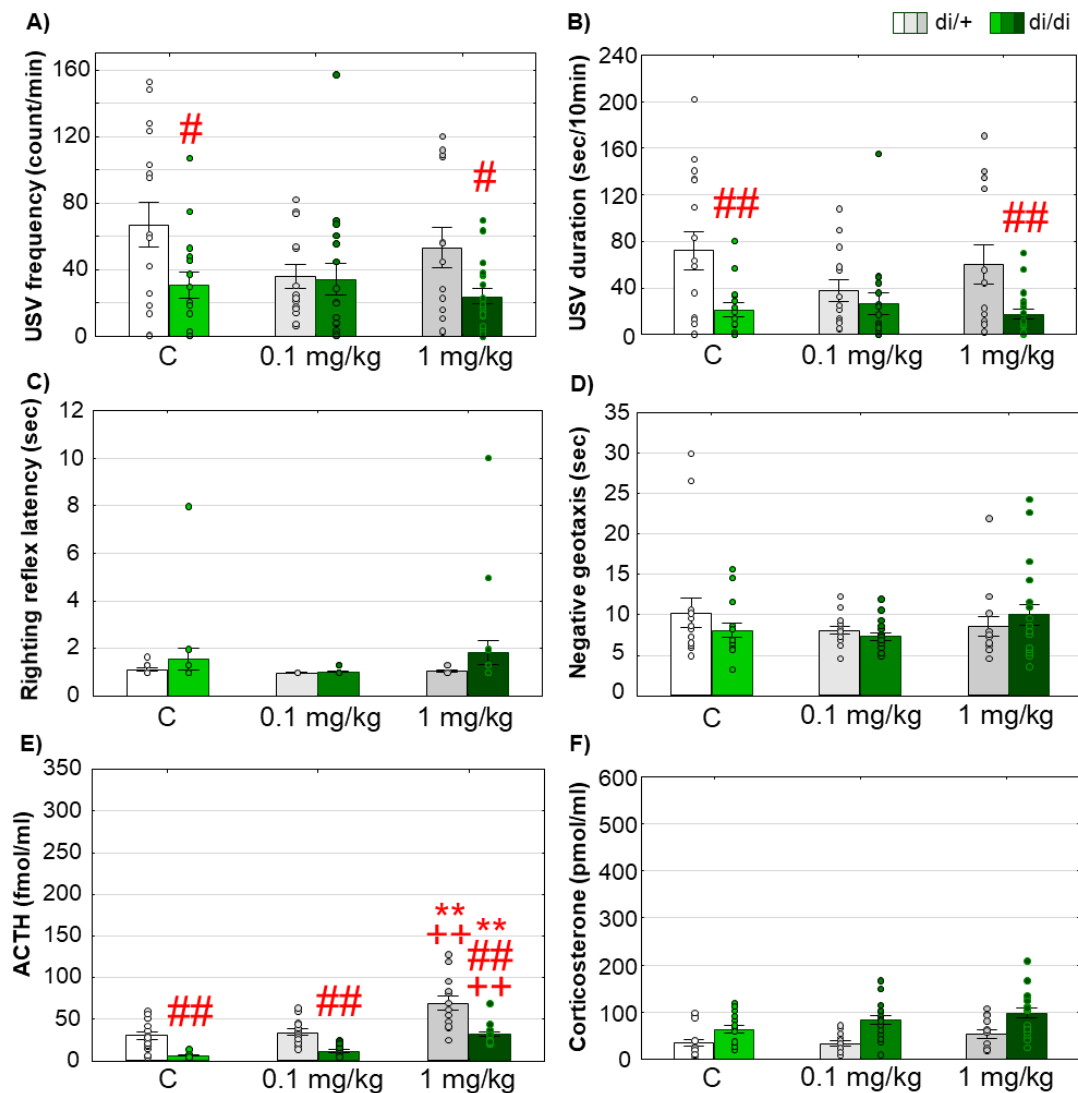 A)
USV frequency (count/min)
160
120
80
40
0
#
#
C
0.1 mg/kg
1 mg/kg
B)
di/+
di/di
USV duration (sec/10min)
240
200
160
120
80
40
0
##
##
C
0.1 mg/kg
1 mg/kg
C)
Righting reflex latency (sec)
12
10
8
6
4
2
0
C
0.1 mg/kg
1 mg/kg
D)
Negative geotaxis (sec)
35
30
25
20
15
10
5
0
C
0.1 mg/kg
1 mg/kg
E)
ACTH (fmol/ml)
350
300
250
200
150
100
50
0
##
##
**
++
**
##
++
C
0.1 mg/kg
1 mg/kg
F)
Corticosterone (pmol/ml)
600
500
400
300
200
100
0
C
0.1 mg/kg
1 mg/kg